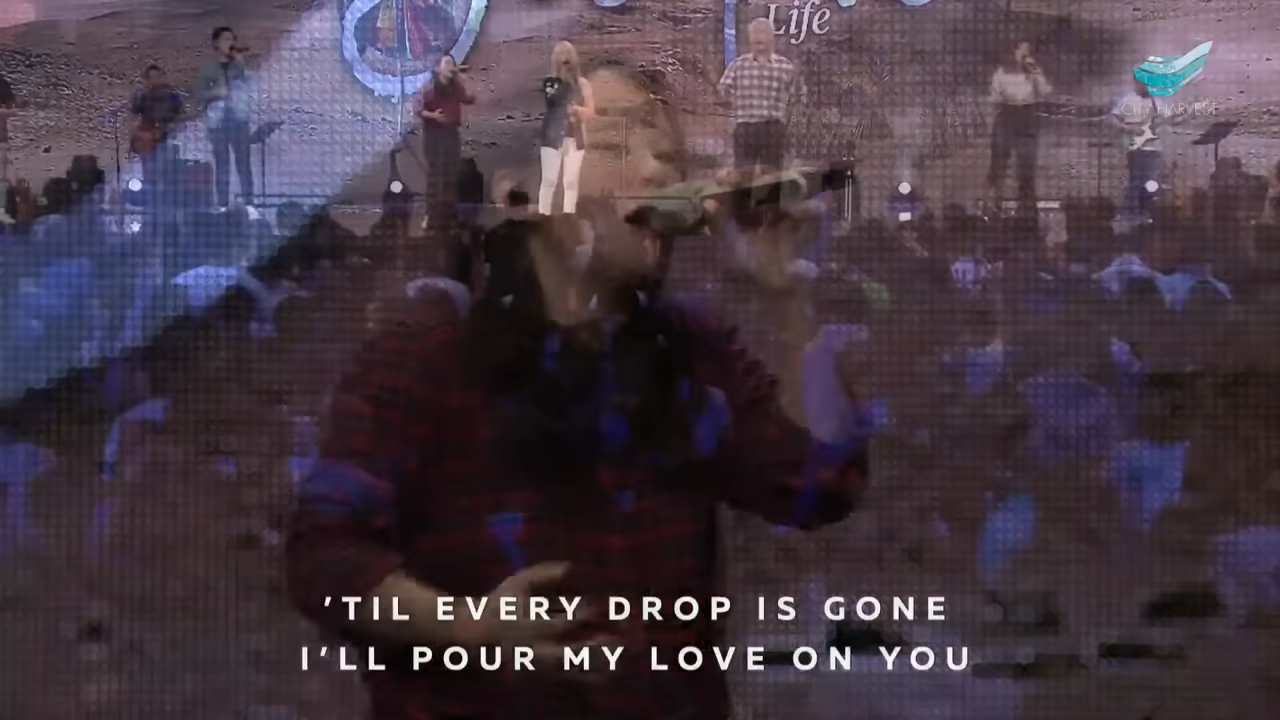 Life
CITY HARVEST
’TIL EVERY DROP IS GONE
I’LL POUR MY LOVE ON YOU